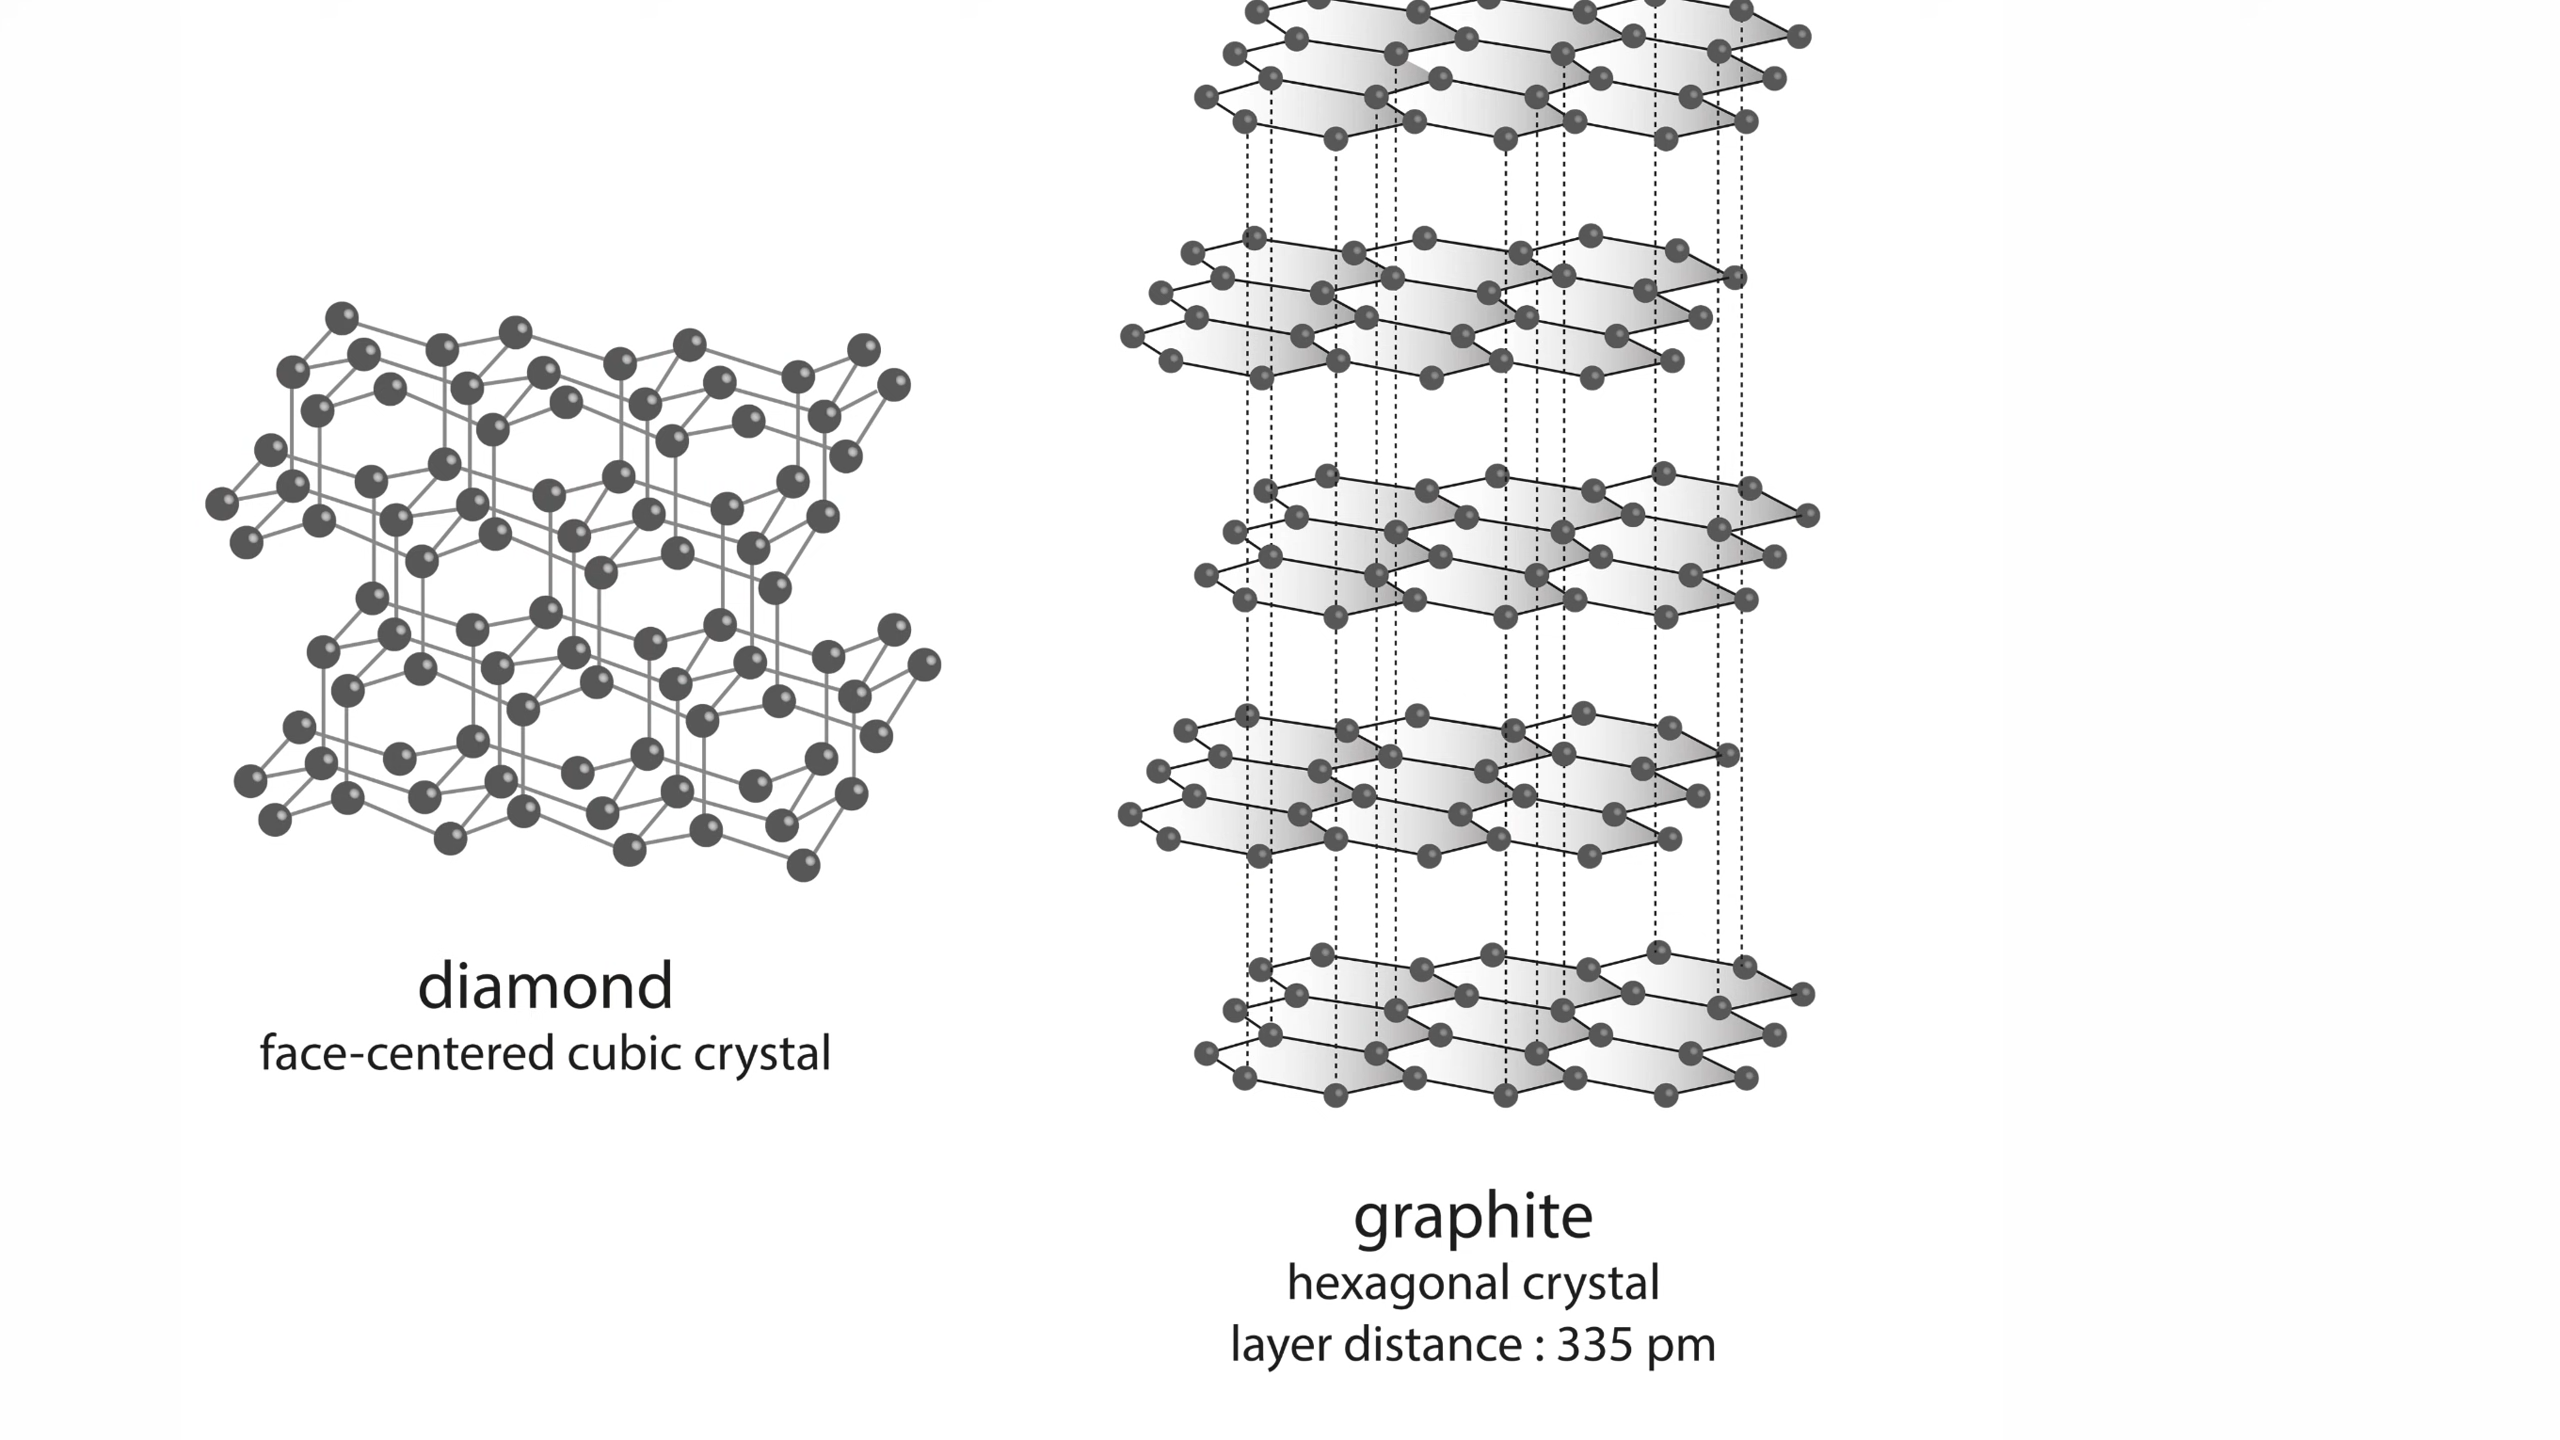 diamond
face-centered cubic crystal
graphite
hexagonal crystal
layer distance : 335 pm